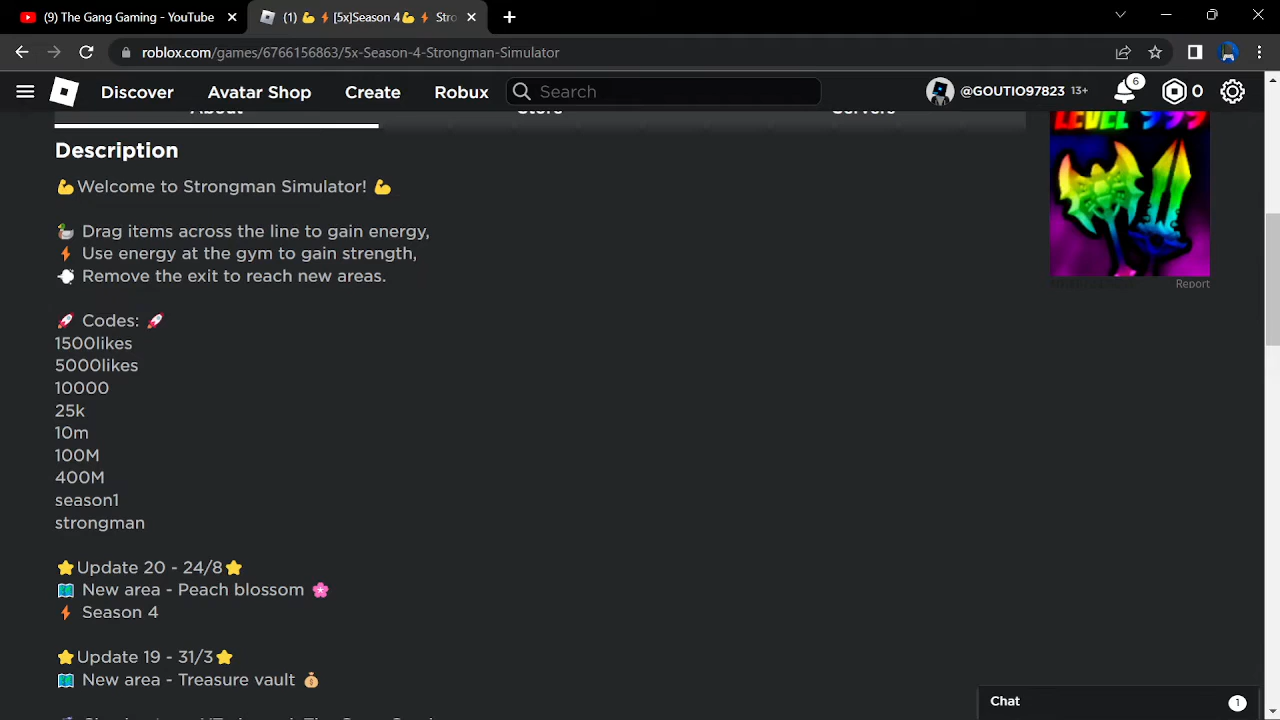 (9) The Gang Gaming - YouTube
(1) 💪⚡[5x]Season 4💪⚡ Stro
roblox.com/games/6766156863/5x-Season-4-Strongman-Simulator
Discover
Avatar Shop
Create
Robux
Search
@GOUTIO97823 13+
6
0
About
Store
Servers
LEVEL 999
Description
💪Welcome to Strongman Simulator! 💪
🦆 Drag items across the line to gain energy,
⚡ Use energy at the gym to gain strength,
💨 Remove the exit to reach new areas.
Report
🚀 Codes: 🚀
1500likes
5000likes
10000
25k
10m
100M
400M
season1
strongman
⭐Update 20 - 24/8⭐
🗺️ New area - Peach blossom 🌸
⚡ Season 4
⭐Update 19 - 31/3⭐
🗺️ New area - Treasure vault 💰
Chat
1